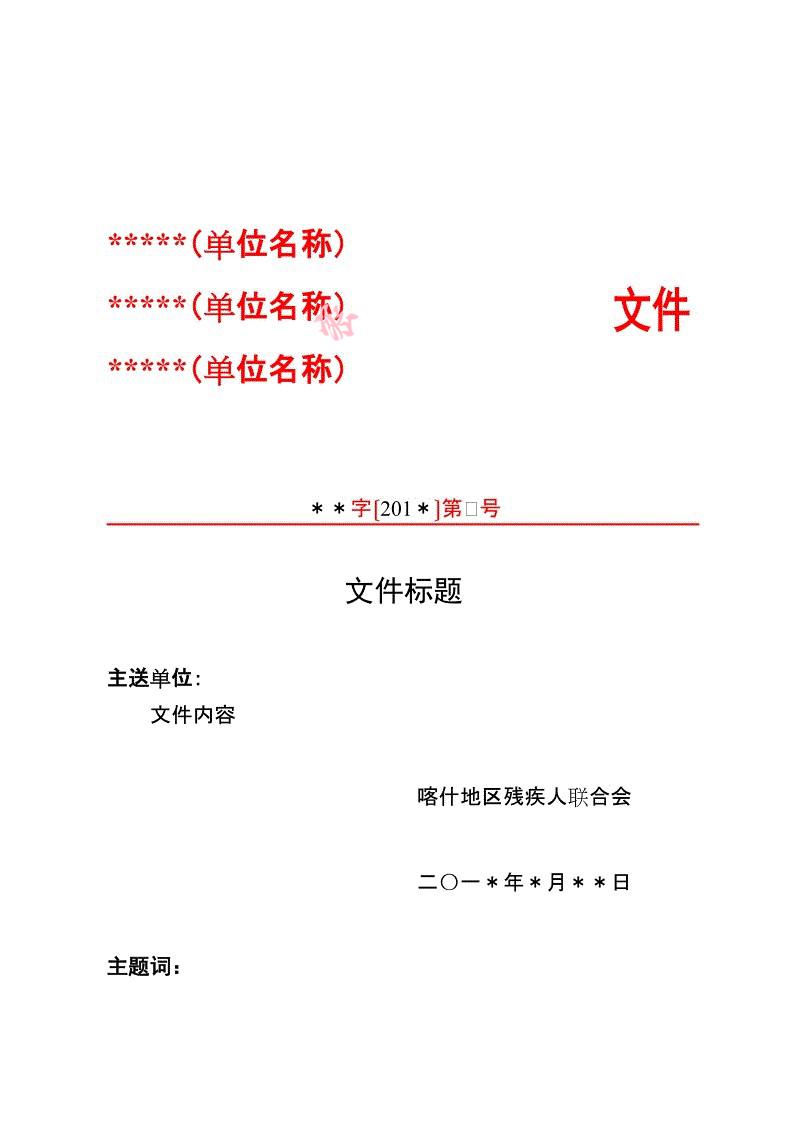 *****(单位名称)
*****(单位名称)
文件
*****(单位名称)
＊＊字[201＊]第□号
文件标题
主送单位:
文件内容
喀什地区残疾人联合会
二〇一＊年＊月＊＊日
主题词: